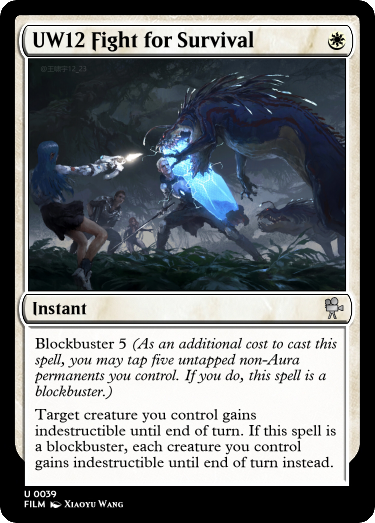 UW12 Fight for Survival
Instant
Blockbuster 5 (As an additional cost to cast this
spell, you may tap five untapped non-Aura
permanents you control. If you do, this spell is a
blockbuster.)
Target creature you control gains
indestructible until end of turn. If this spell is
a blockbuster, each creature you control
gains indestructible until end of turn instead.
U 0039
FILM XIAOYU WANG